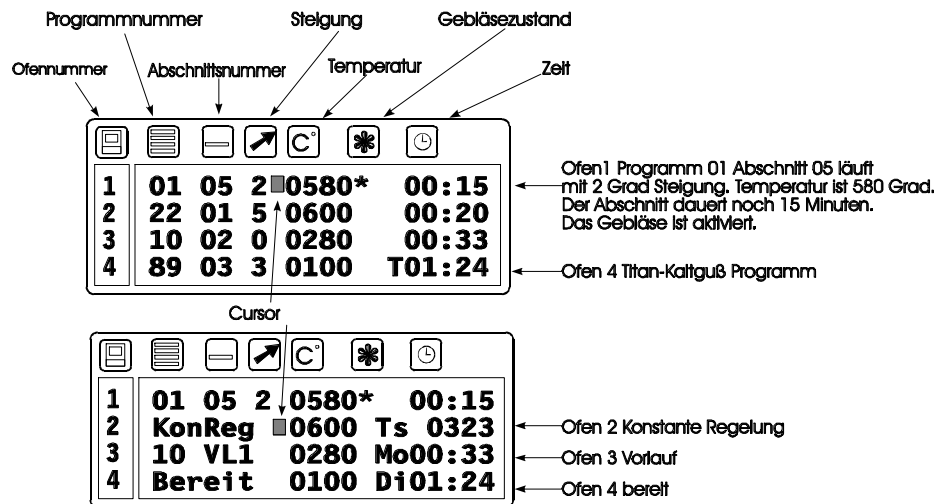 Programmnummer
Steigung
Gebläsezustand
Ofennummer
Abschnittsnummer
Temperatur
Zeit
C°
1 01 05 2 0580* 00:15
2 22 01 5 0600 00:20
3 10 02 0 0280 00:33
4 89 03 3 0100 T01:24
Ofen1 Programm 01 Abschnitt 05 läuft
mit 2 Grad Steigung. Temperatur ist 580 Grad.
Der Abschnitt dauert noch 15 Minuten.
Das Gebläse ist aktiviert.
Ofen 4 Titan-Kaltguß Programm
Cursor
C°
1 01 05 2 0580* 00:15
2 KonReg 0600 Ts 0323
3 10 VL1 0280 Mo00:33
4 Bereit 0100 Di01:24
Ofen 2 Konstante Regelung
Ofen 3 Vorlauf
Ofen 4 bereit